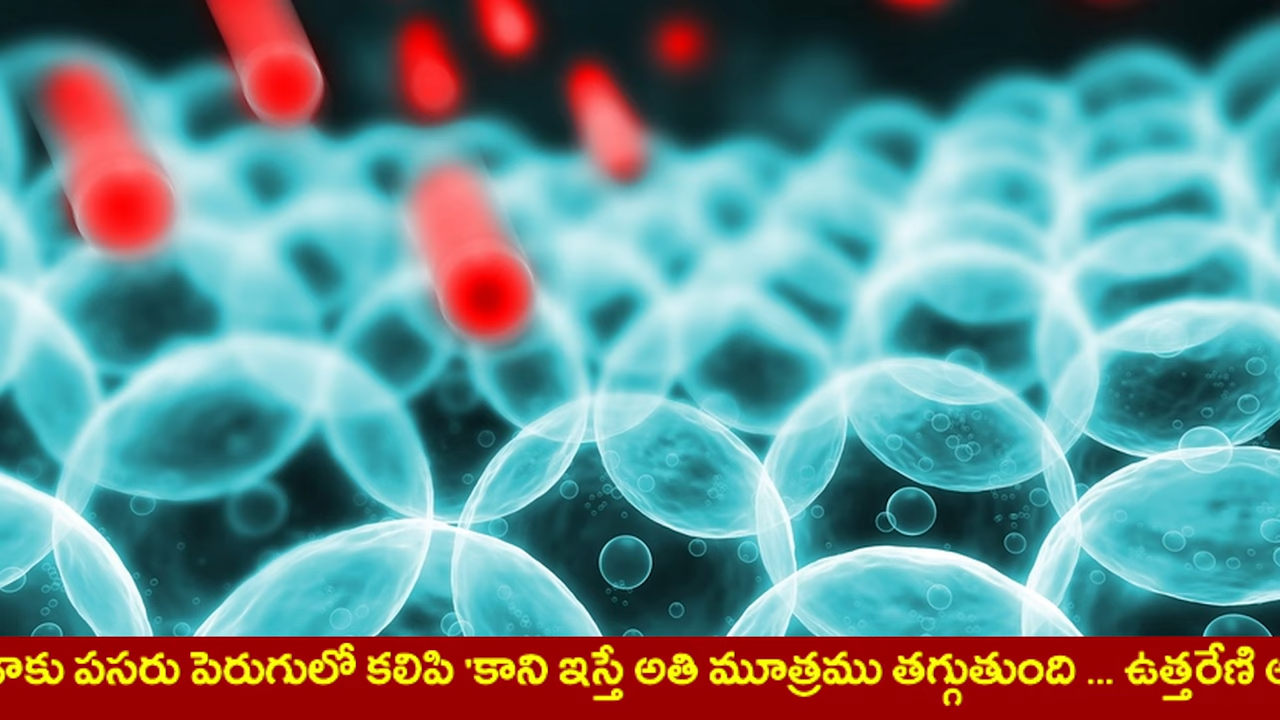 పసరు పెరుగులో కలిపి 'కాని ఇస్తే అతి మూత్రము తగ్గుతుంది ... ఉత్తరేణి